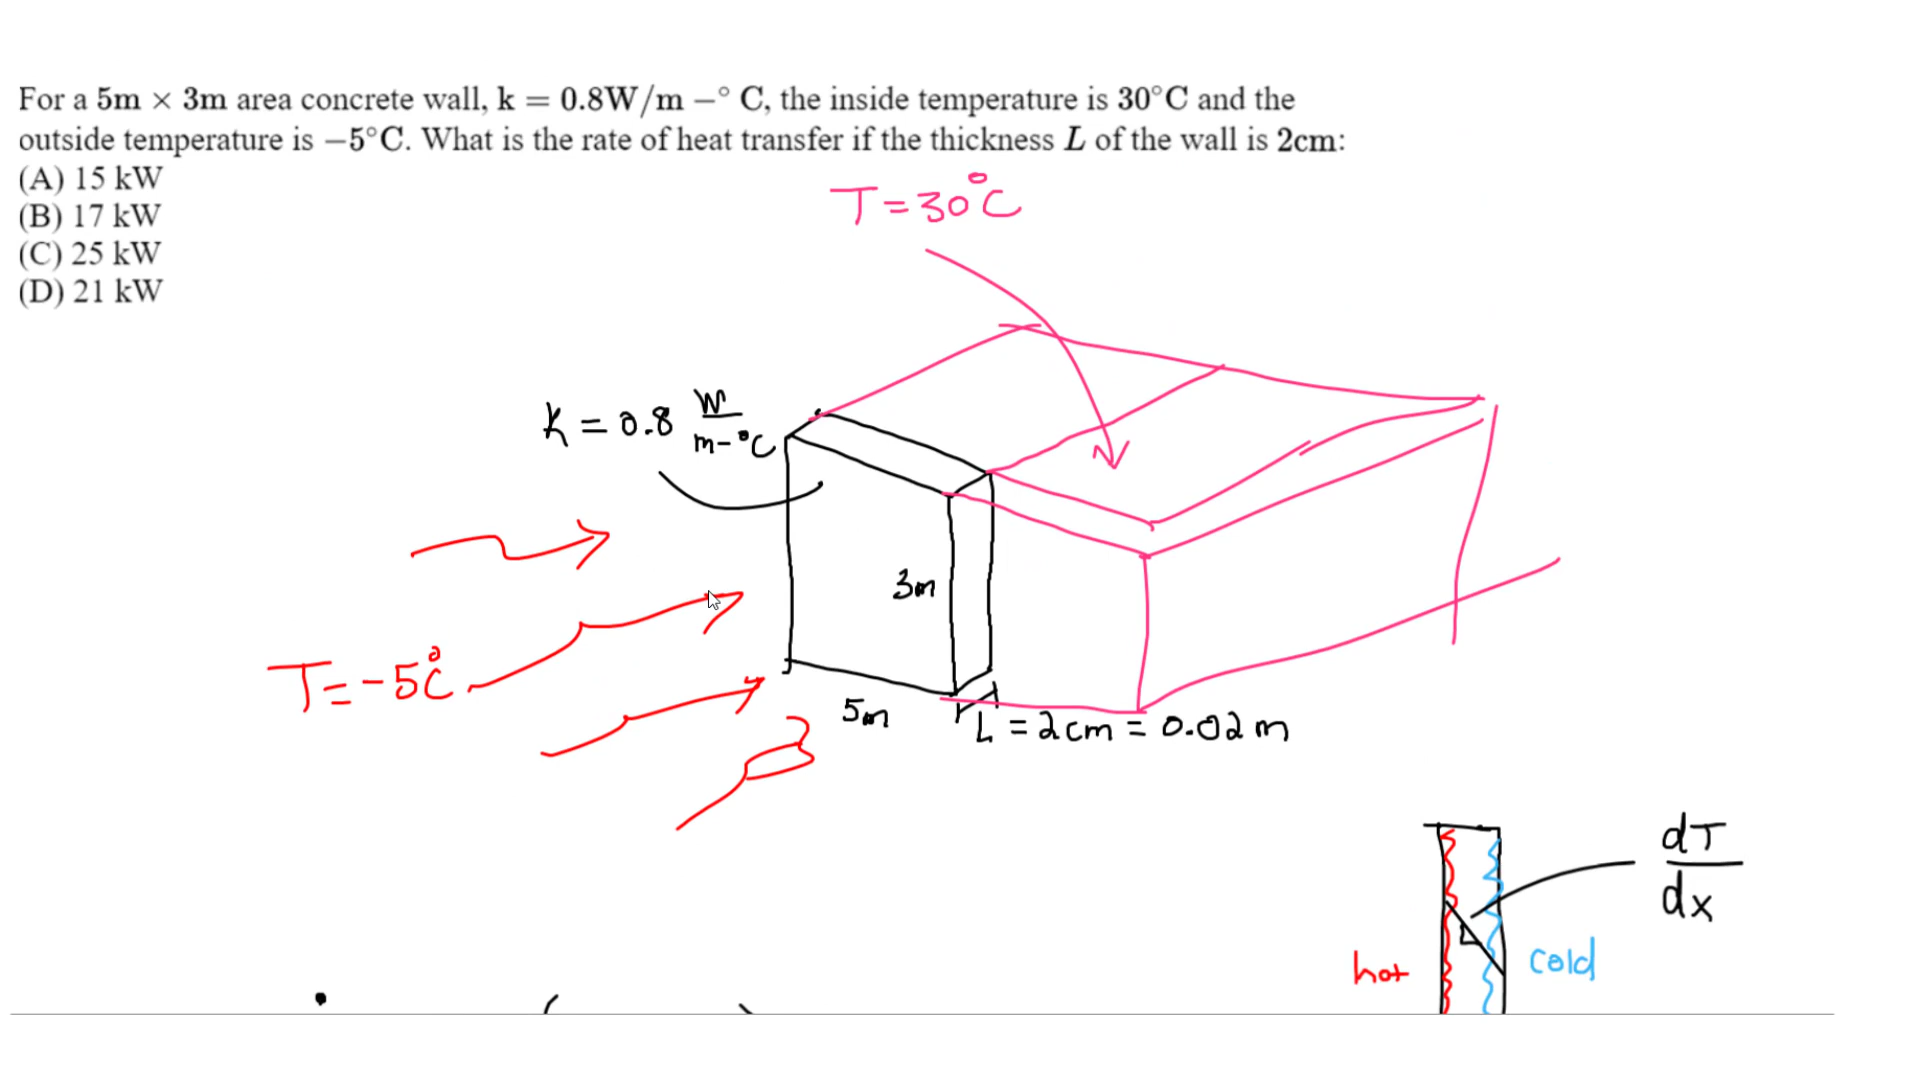 For a 5m × 3m area concrete wall, k = 0.8W/m −° C, the inside temperature is 30°C and the
outside temperature is −5°C. What is the rate of heat transfer if the thickness L of the wall is 2cm:
(A) 15 kW
(B) 17 kW
(C) 25 kW
(D) 21 kW
T = 30°C
K = 0.8 W/m-°C
3m
T = -5°C
5m
L = 2cm = 0.02 m
dT/dx
hot
cold